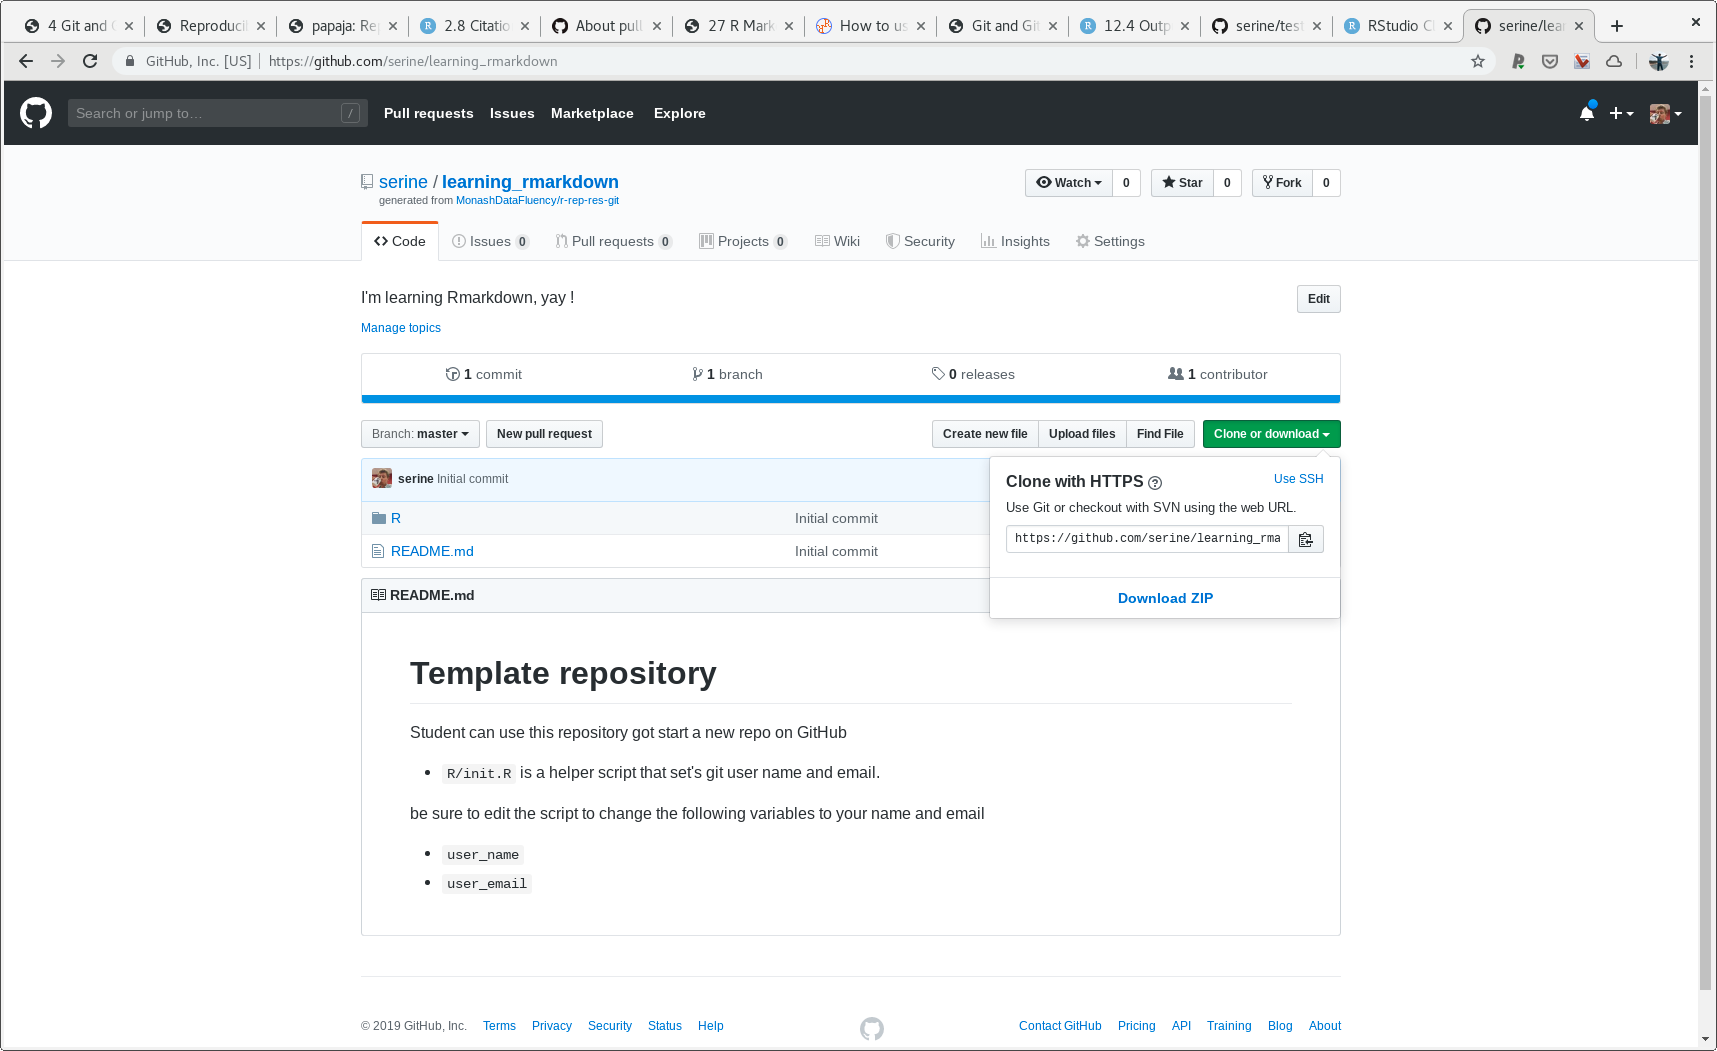 4 Git and G
Reproduci
papaja: Re
2.8 Citatio
About pull
27 R Mark
How to us
Git and Git
12.4 Outp
serine/test
RStudio Cl
serine/lear
GitHub, Inc. [US] | https://github.com/serine/learning_rmarkdown
Search or jump to…
/
Pull requests Issues Marketplace Explore
serine / learning_rmarkdown
Watch 0 Star 0 Fork 0
generated from MonashDataFluency/r-rep-res-git
Code Issues 0 Pull requests 0 Projects 0 Wiki Security Insights Settings
I'm learning Rmarkdown, yay !
Edit
Manage topics
1 commit 1 branch 0 releases 1 contributor
Branch: master New pull request Create new file Upload files Find File Clone or download
serine Initial commit
R Initial commit
README.md Initial commit
Clone with HTTPS ?
Use SSH
Use Git or checkout with SVN using the web URL.
https://github.com/serine/learning_rma
Download ZIP
README.md
Template repository
Student can use this repository got start a new repo on GitHub
• R/init.R is a helper script that set's git user name and email.
be sure to edit the script to change the following variables to your name and email
• user_name
• user_email
© 2019 GitHub, Inc. Terms Privacy Security Status Help Contact GitHub Pricing API Training Blog About